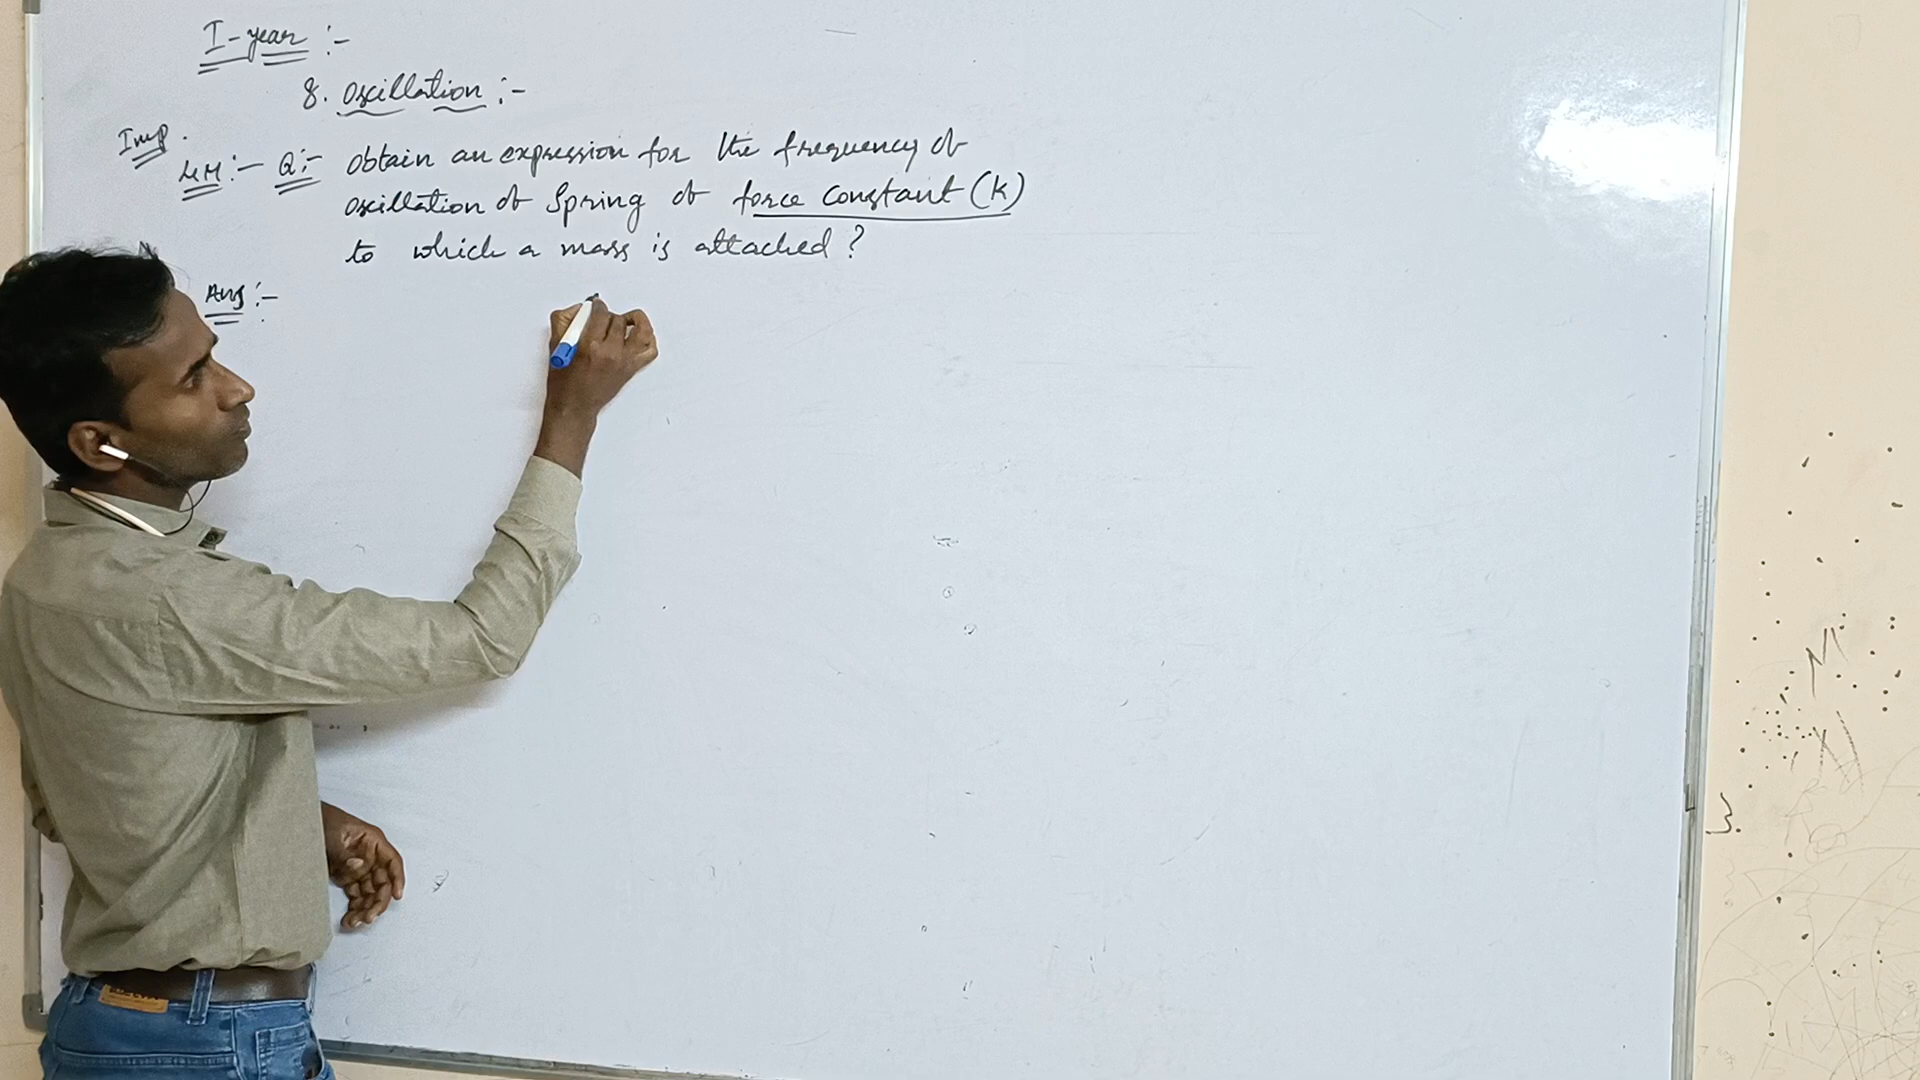 I-year :-
8. oscillation :-
Imp.
4M :- Q :- obtain an expression for the frequency of
oscillation of Spring of force constant (k)
to which a mass is attached ?
Ans :-